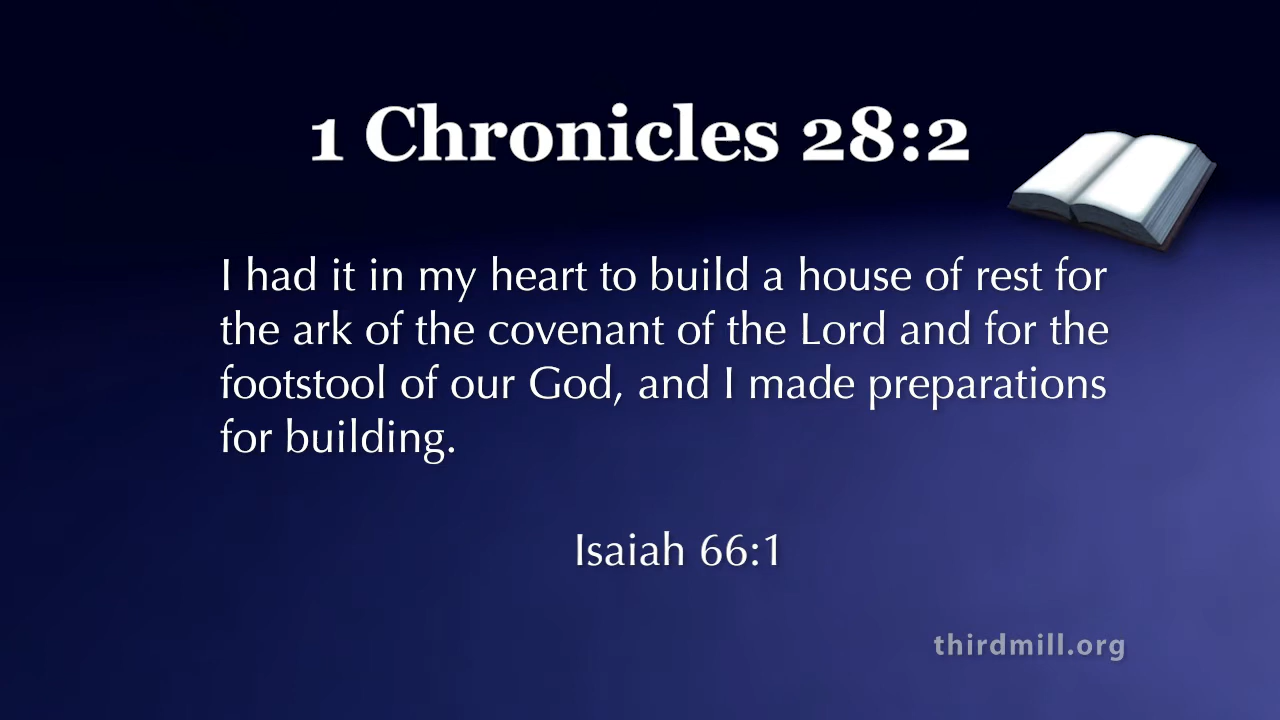 1 Chronicles 28:2
I had it in my heart to build a house of rest for
the ark of the covenant of the Lord and for the
footstool of our God, and I made preparations
for building.
Isaiah 66:1
thirdmill.org